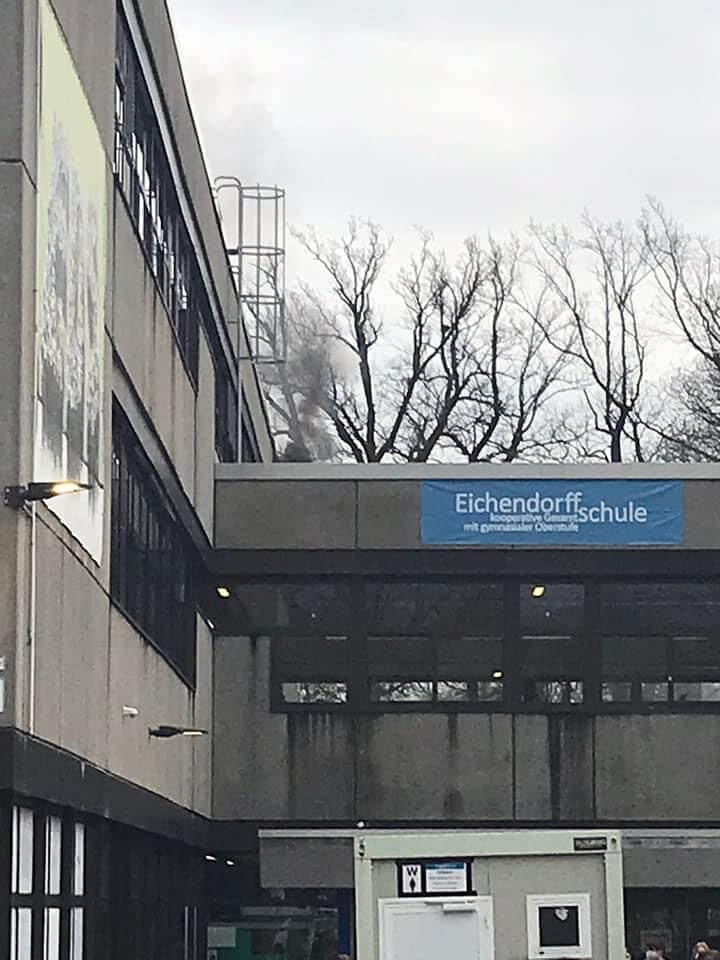 Eichendorff
schule
kooperative Gesamt
mit gymnasialer Oberstufe
W